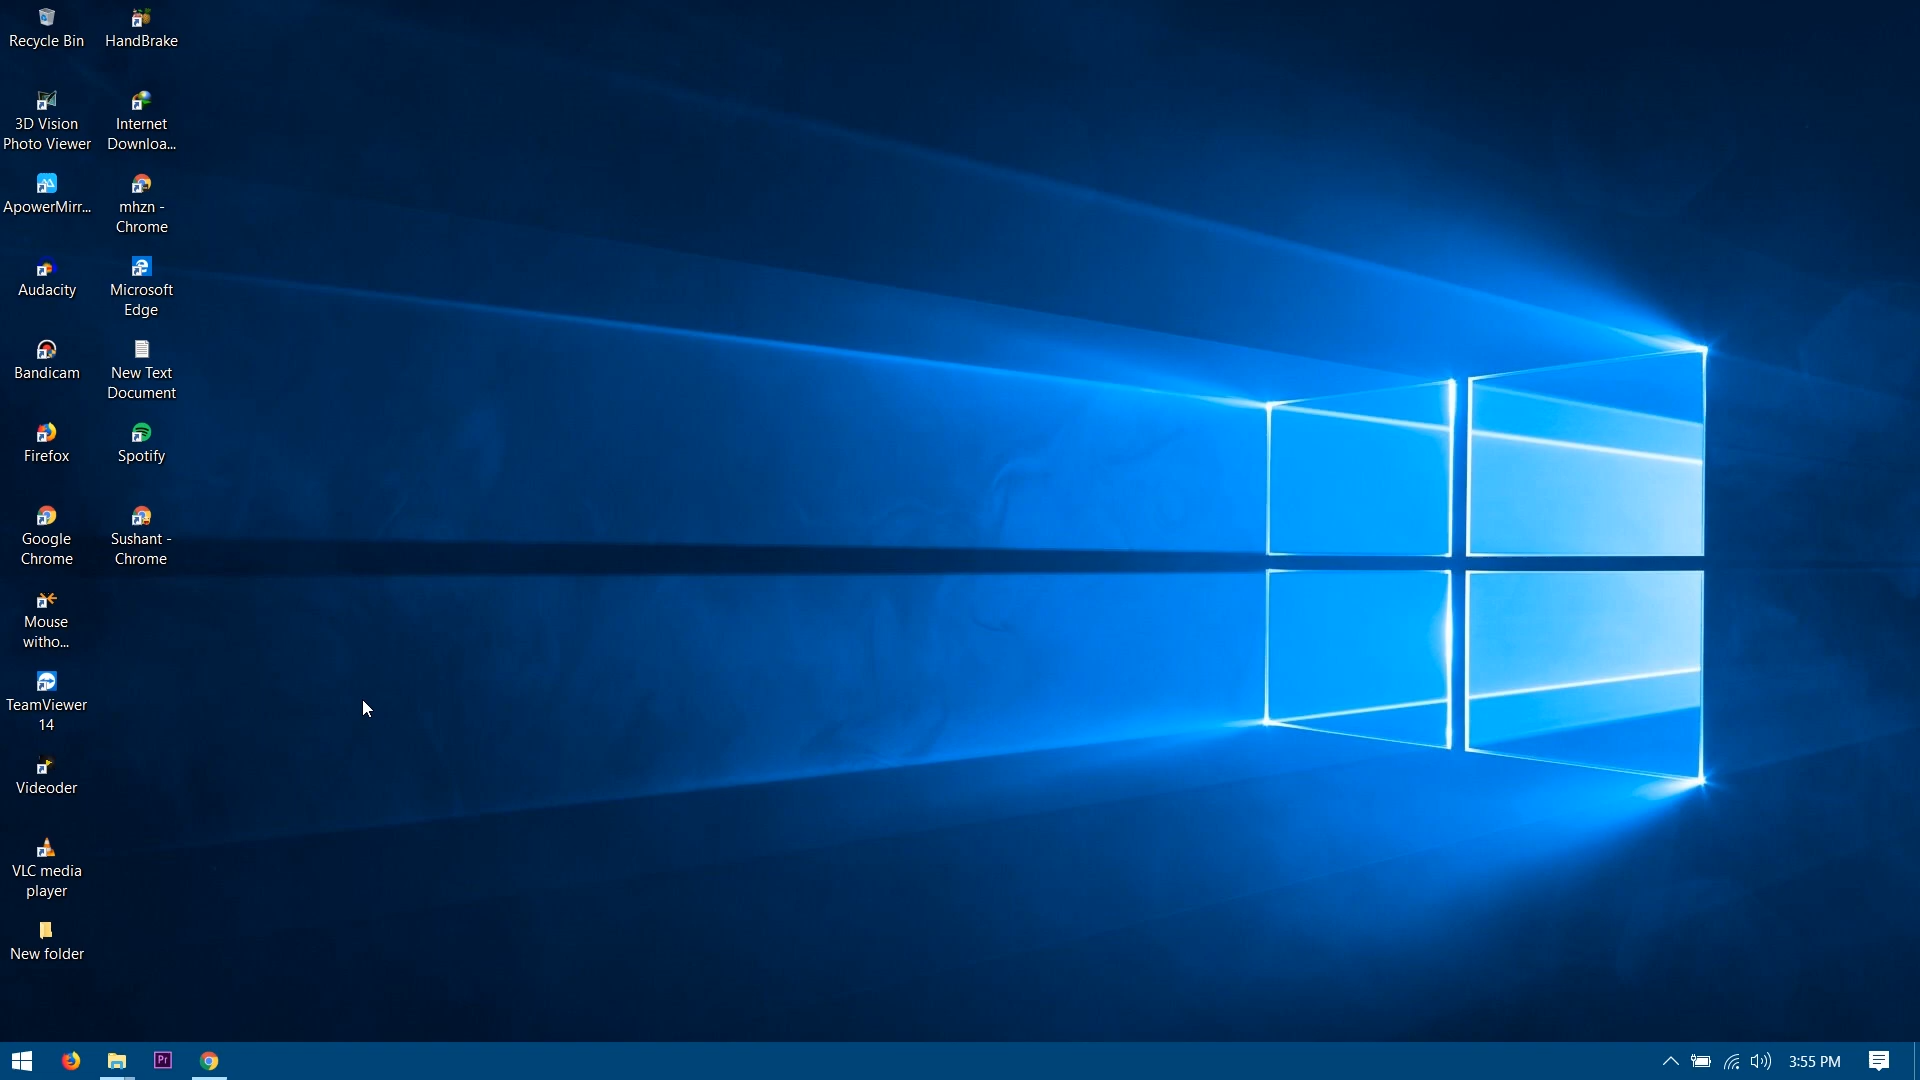 Recycle Bin
3D Vision
Photo Viewer
ApowerMirr...
Audacity
Bandicam
Firefox
Google
Chrome
Mouse
witho...
TeamViewer
14
Videoder
VLC media
player
New folder
HandBrake
Internet
Downloa...
mhzn -
Chrome
Microsoft
Edge
New Text
Document
Spotify
Sushant -
Chrome
Pr
3:55 PM